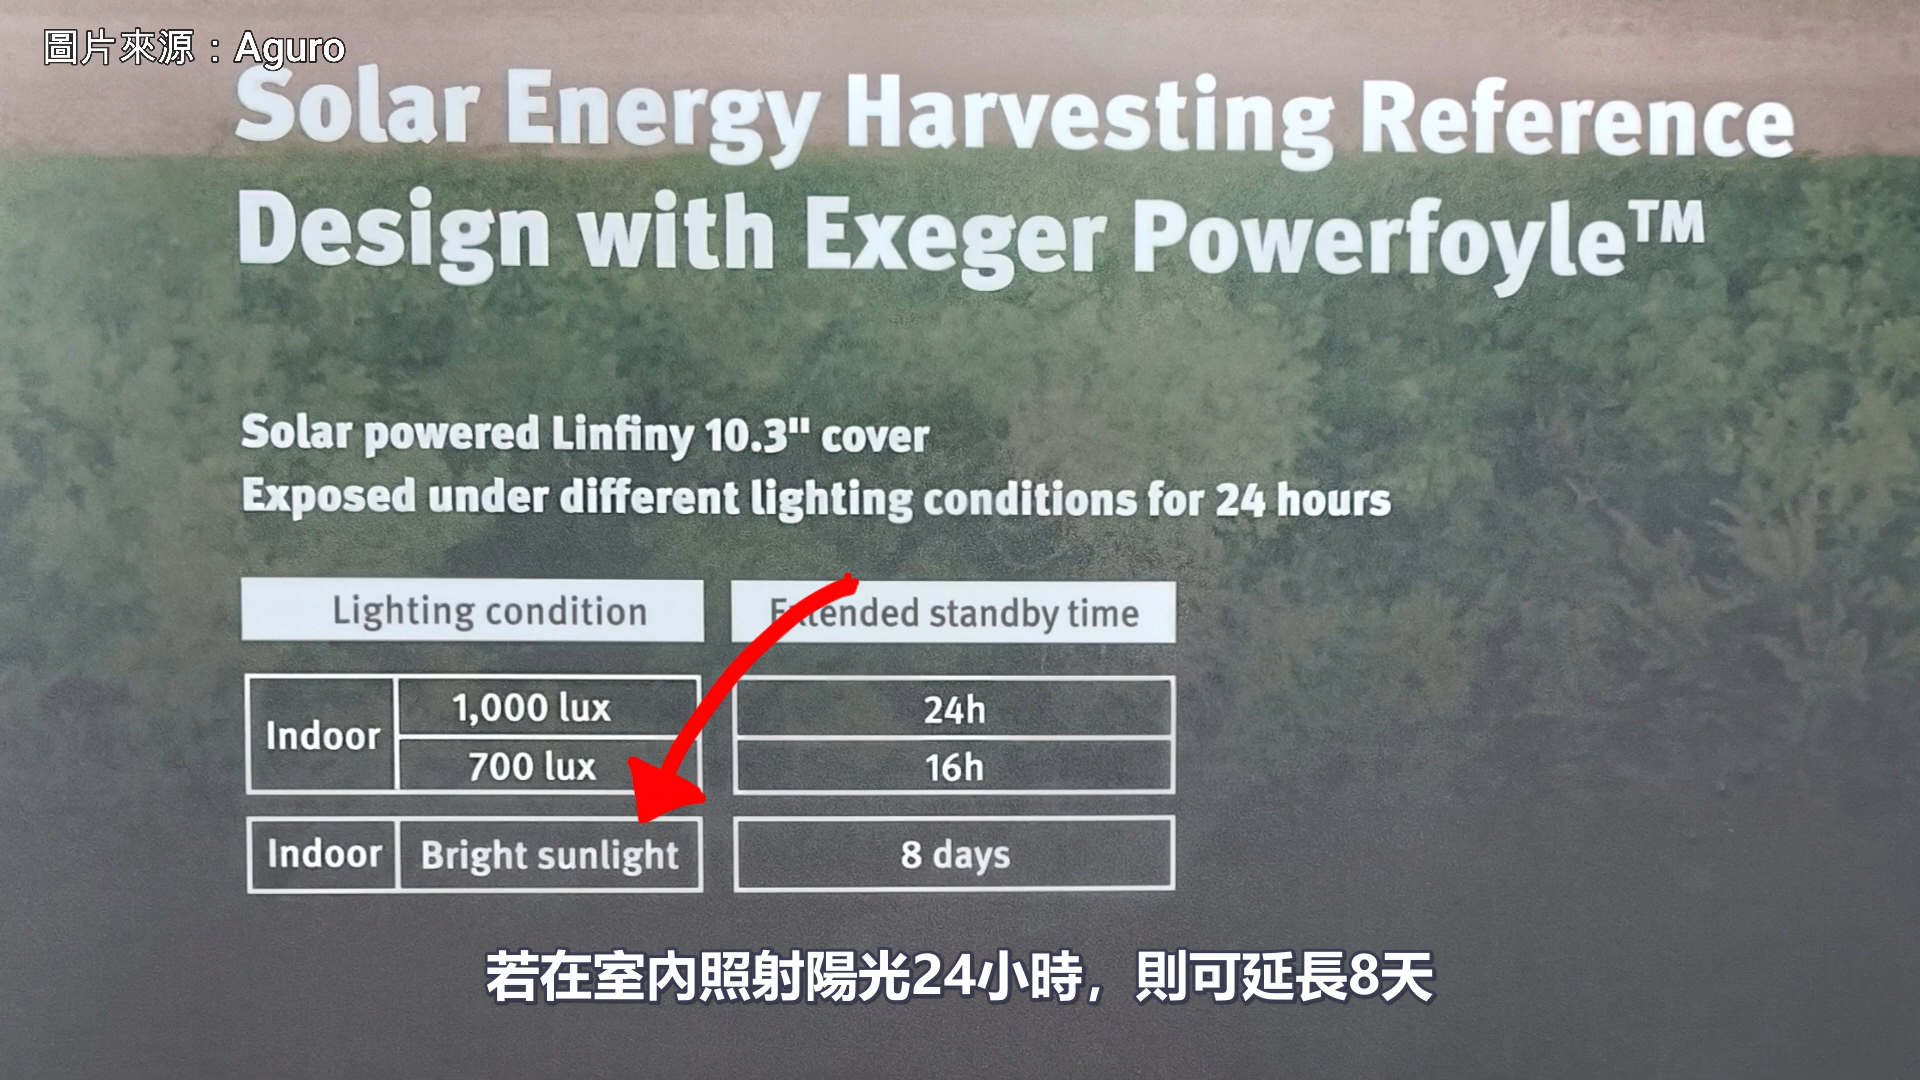 圖片來源：Aguro
Solar Energy Harvesting Reference
Design with Exeger Powerfoyle™
Solar powered Linfiny 10.3" cover
Exposed under different lighting conditions for 24 hours
Lighting condition
Extended standby time
Indoor
1,000 lux
24h
700 lux
16h
Indoor
Bright sunlight
8 days
若在室內照射陽光24小時，則可延長8天